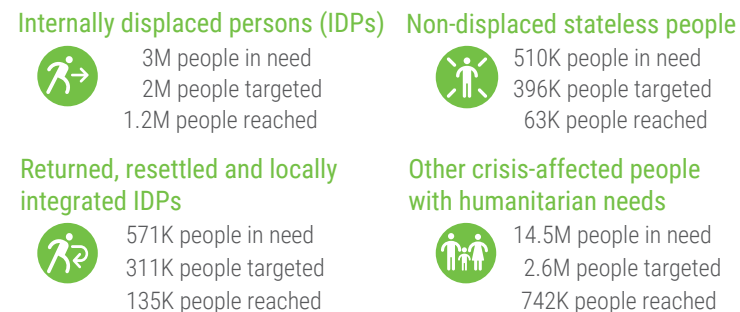 Internally displaced persons (IDPs)
3M people in need
2M people targeted
1.2M people reached
Non-displaced stateless people
510K people in need
396K people targeted
63K people reached
Returned, resettled and locally
integrated IDPs
571K people in need
311K people targeted
135K people reached
Other crisis-affected people
with humanitarian needs
14.5M people in need
2.6M people targeted
742K people reached